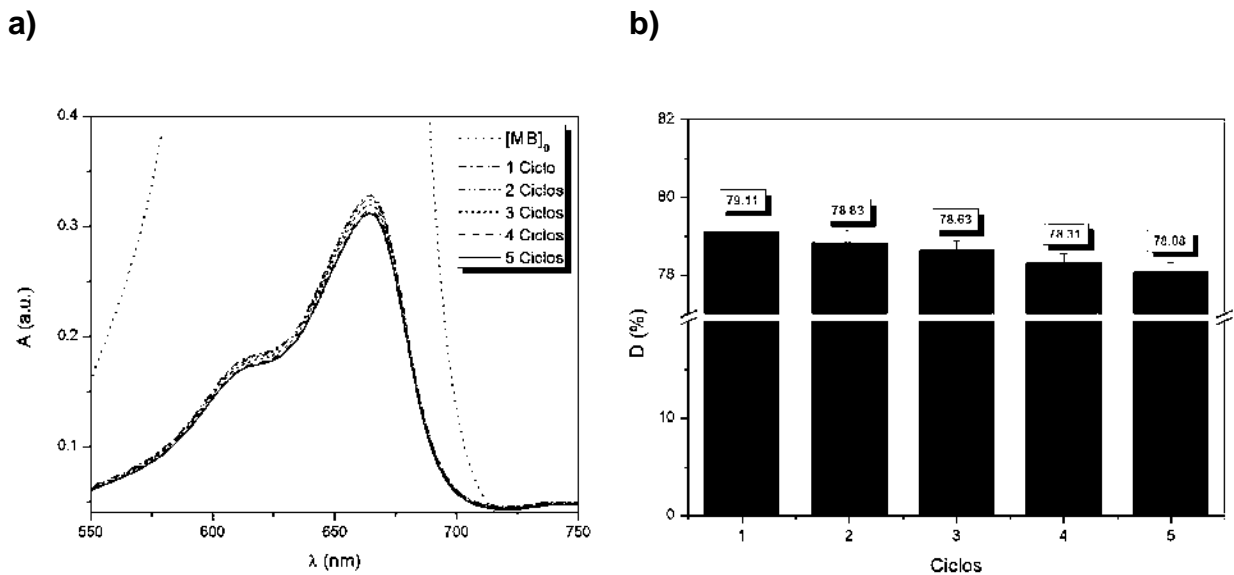 a)
b)
0.4
0.3
0.2
0.1
A (a.u.)
550
600
650
700
750
λ (nm)
[MB]₀
1 Ciclo
2 Ciclos
3 Ciclos
4 Ciclos
5 Ciclos
82
80
78
10
0
D (%)
79.11
78.83
78.63
78.31
78.08
1
2
3
4
5
Ciclos